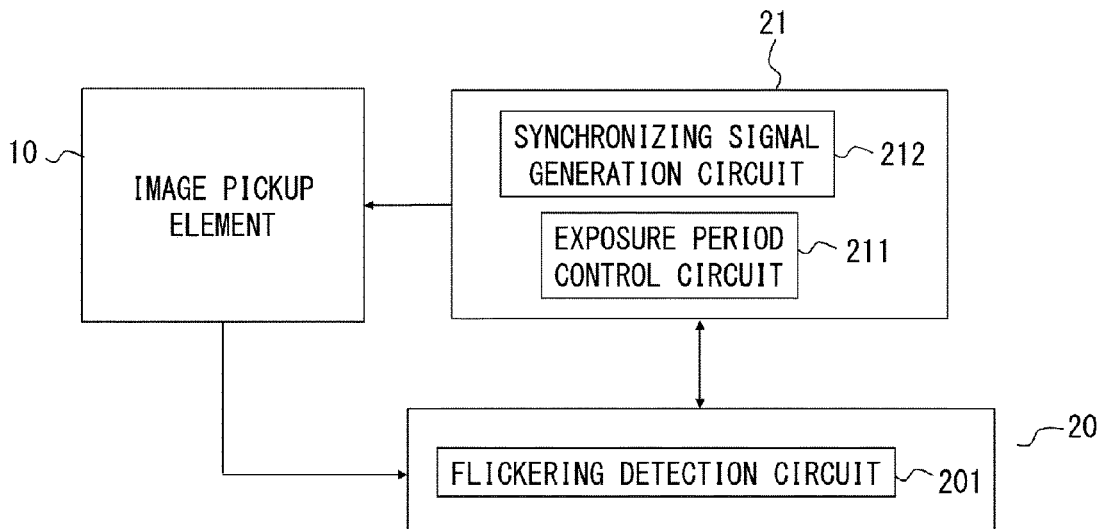 21
10
IMAGE PICKUP
ELEMENT
SYNCHRONIZING SIGNAL
GENERATION CIRCUIT
212
EXPOSURE PERIOD
CONTROL CIRCUIT
211
20
FLICKERING DETECTION CIRCUIT
201